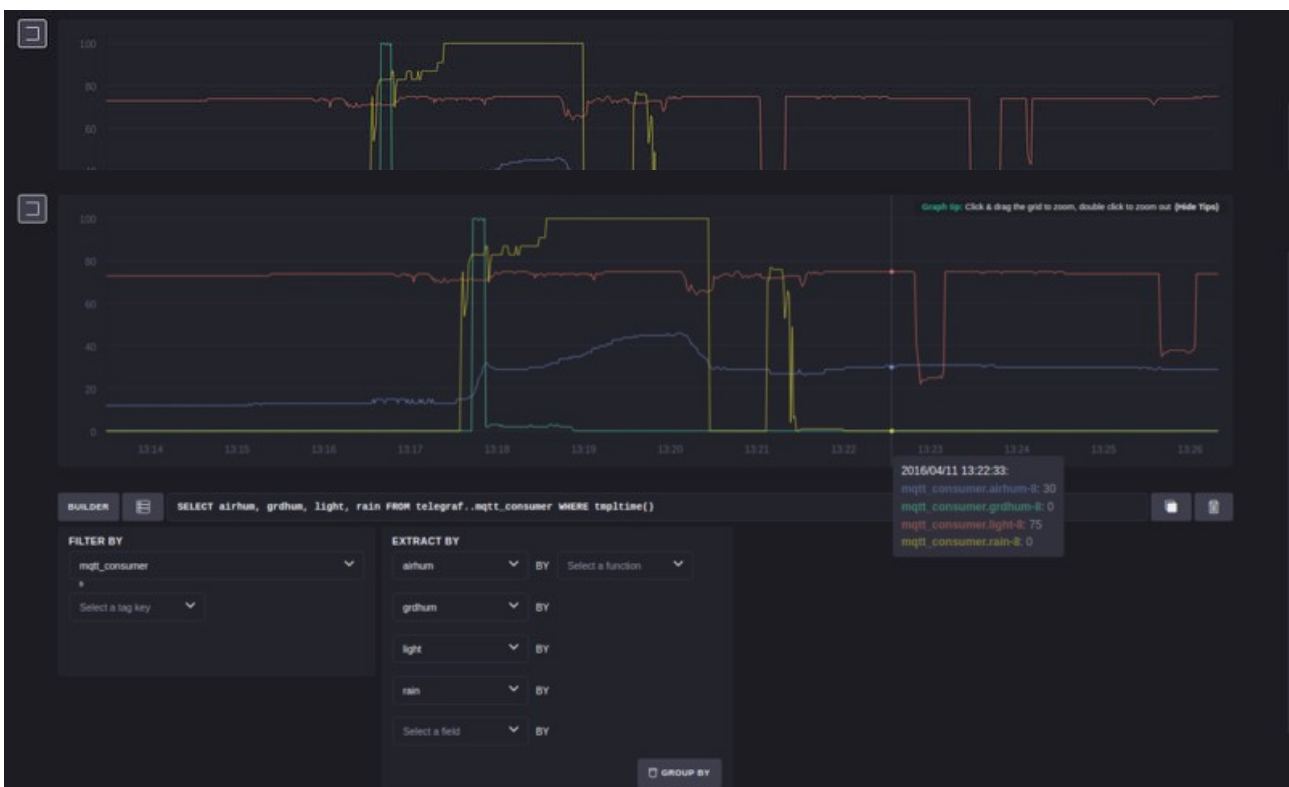 100
80
60
40
Graph tip: Click & drag the grid to zoom, double click to zoom out (Hide Tips)
100
80
60
40
20
0
13:14 13:15 13:16 13:17 13:18 13:19 13:20 13:21 13:22 13:23 13:24 13:25 13:26
2016/04/11 13:22:33:
mqtt_consumer.airhum-8: 30
mqtt_consumer.grdhum-8: 0
mqtt_consumer.light-8: 75
mqtt_consumer.rain-8: 0
BUILDER SELECT airhum, grdhum, light, rain FROM telegraf..mqtt_consumer WHERE tmpltime()
FILTER BY
mqtt_consumer
s
Select a tag key
EXTRACT BY
airhum BY Select a function
grdhum BY
light BY
rain BY
Select a field BY
GROUP BY